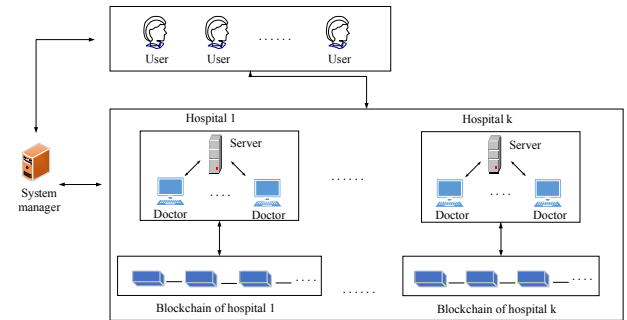 User
User
......
User
Hospital 1
Hospital k
Server
Server
System
manager
....
......
....
Doctor
Doctor
Doctor
Doctor
....
....
Blockchain of hospital 1
......
Blockchain of hospital k